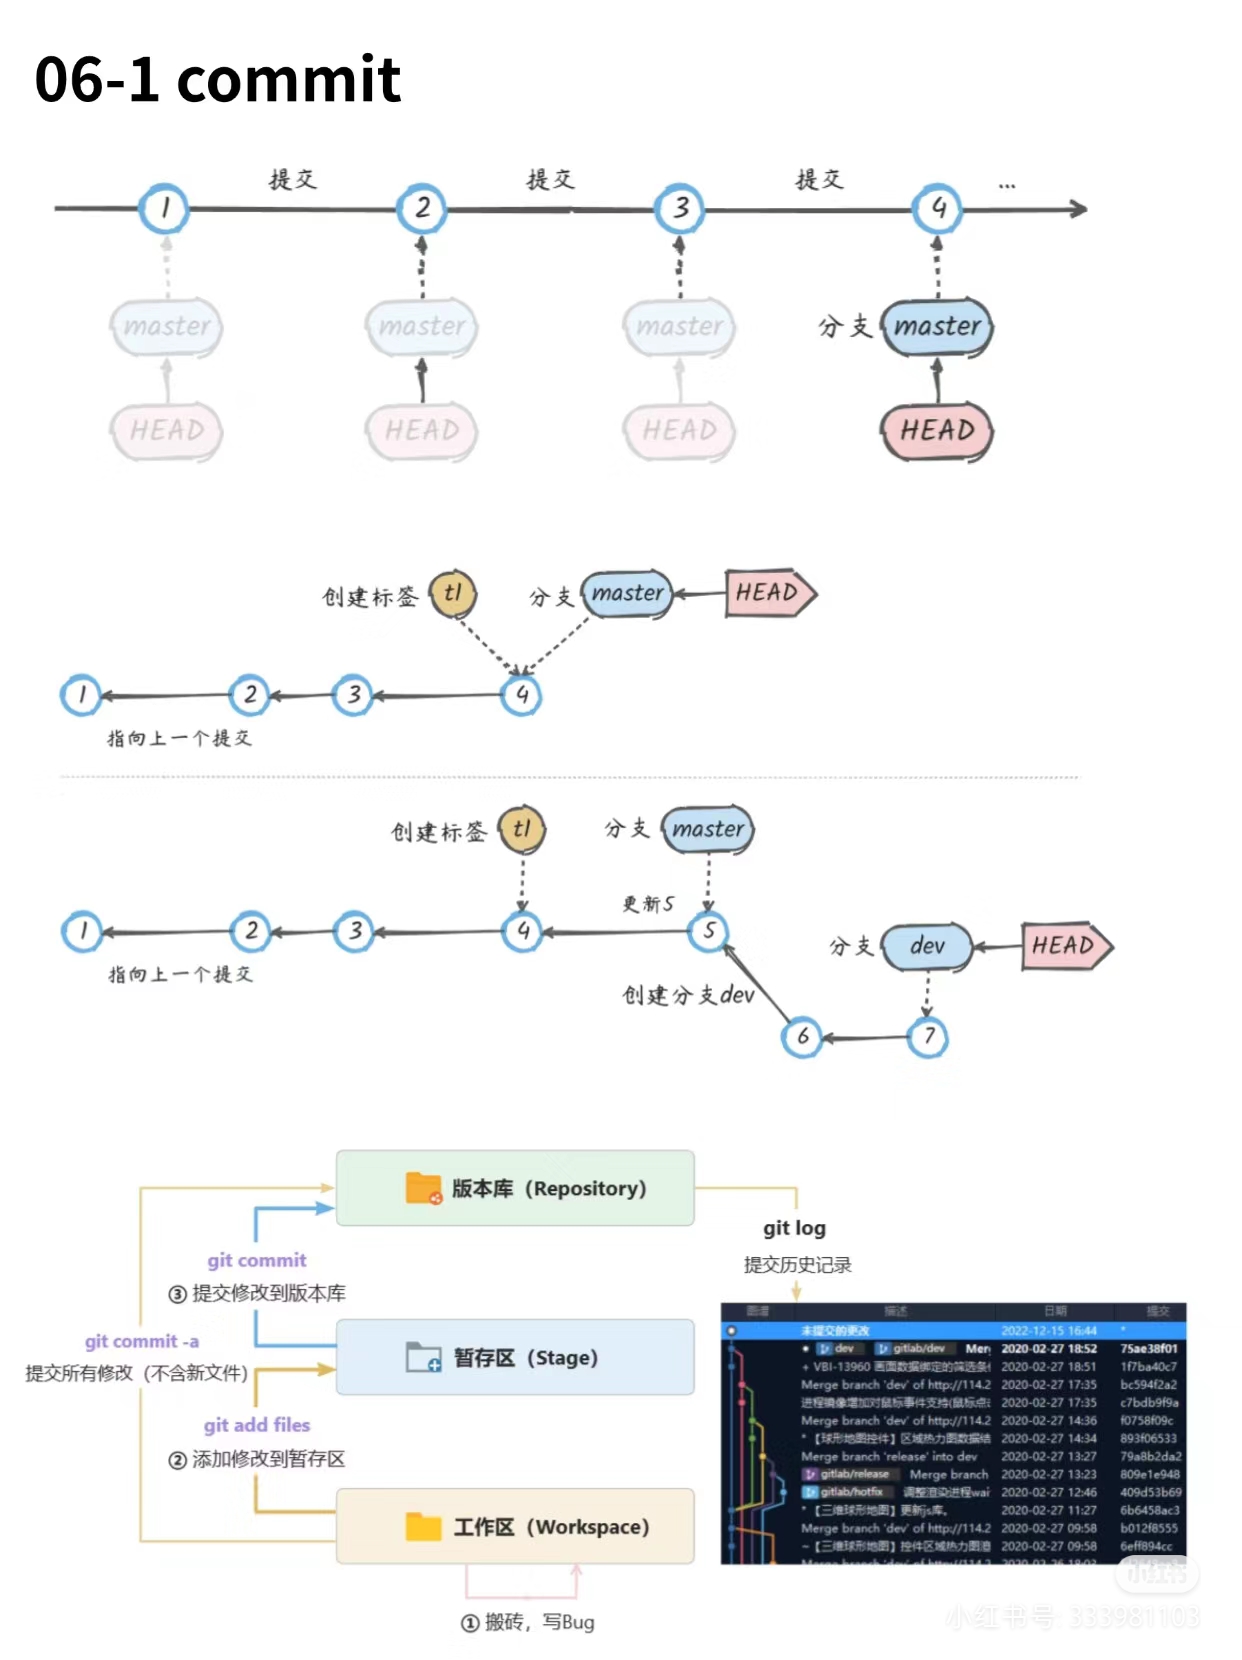 06-1 commit
提交 提交 提交 ...
1 2 3 4
master master master 分支 master
HEAD HEAD HEAD HEAD
创建标签 t1 分支 master HEAD
1 2 3 4
指向上一个提交
创建标签 t1 分支 master
更新5
1 2 3 4 5
分支 dev HEAD
指向上一个提交
创建分支dev
6 7
版本库（Repository）
git log
提交历史记录
git commit
③ 提交修改到版本库
git commit -a
提交所有修改（不含新文件）
暂存区（Stage）
git add files
② 添加修改到暂存区
工作区（Workspace）
① 搬砖，写Bug
图谱 描述 日期 提交
未提交的更改 2022-12-15 16:44 *
dev gitlab/dev Mer 2020-02-27 18:52 75ae38f01
+ VBI-13960 画面数据绑定的筛选条 2020-02-27 18:51 1f7ba40c7
Merge branch 'dev' of http://114.2 2020-02-27 17:35 bc594f2a2
进程镜像增加对鼠标事件支持(鼠标点 2020-02-27 17:35 c7bdb9f9a
Merge branch 'dev' of http://114.2 2020-02-27 14:36 f0758f09c
*【球形地图控件】区域热力图数据 2020-02-27 14:34 893f06533
Merge branch 'release' into dev 2020-02-27 13:27 79a8b2da2
gitlab/release Merge branch 2020-02-27 13:23 809e1e948
gitlab/hotfix 调整渲染进程wai 2020-02-27 12:46 409d53b69
*【三维球形地图】更新js库。 2020-02-27 11:27 6b6458ac3
Merge branch 'dev' of http://114.2 2020-02-27 09:58 b012f8555
~【三维球形地图】控件区域热力图 2020-02-27 09:58 6eff894cc
Merge branch 'dev' of http://114.2 2020-02-26 18:03
小红书
小红书号: 333981103